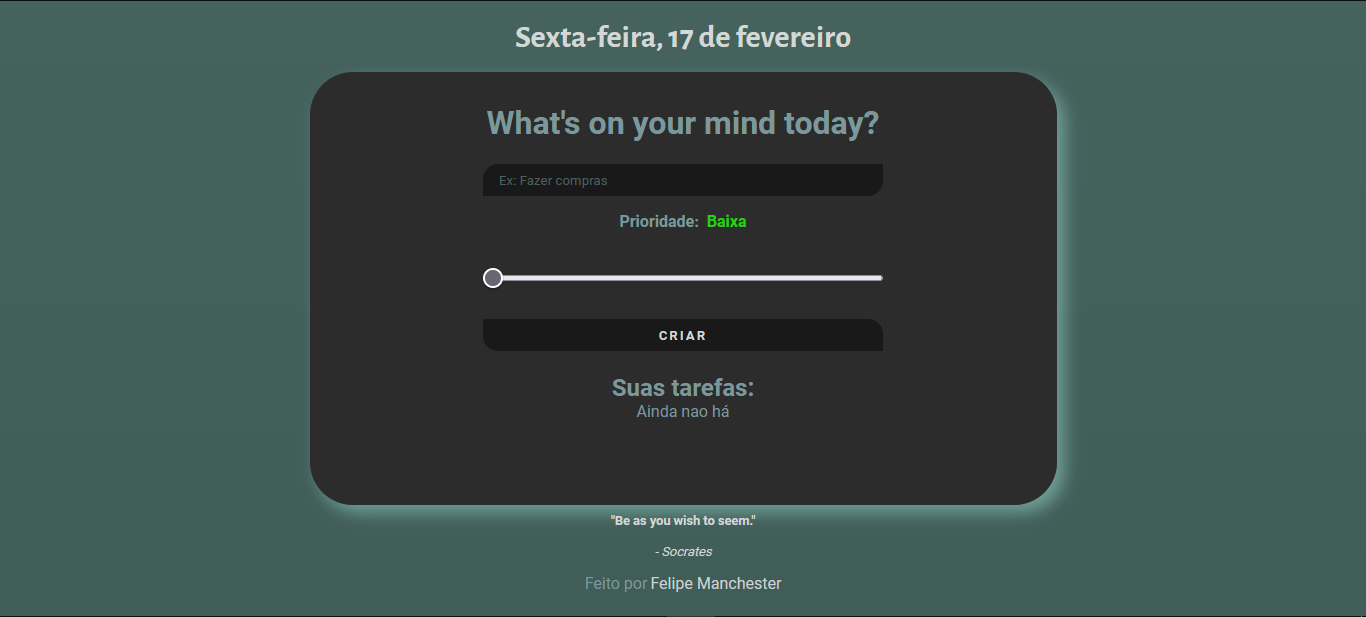 Sexta-feira, 17 de fevereiro
What's on your mind today?
Ex: Fazer compras
Prioridade: Baixa
CRIAR
Suas tarefas:
Ainda nao há
"Be as you wish to seem."
- Socrates
Feito por Felipe Manchester